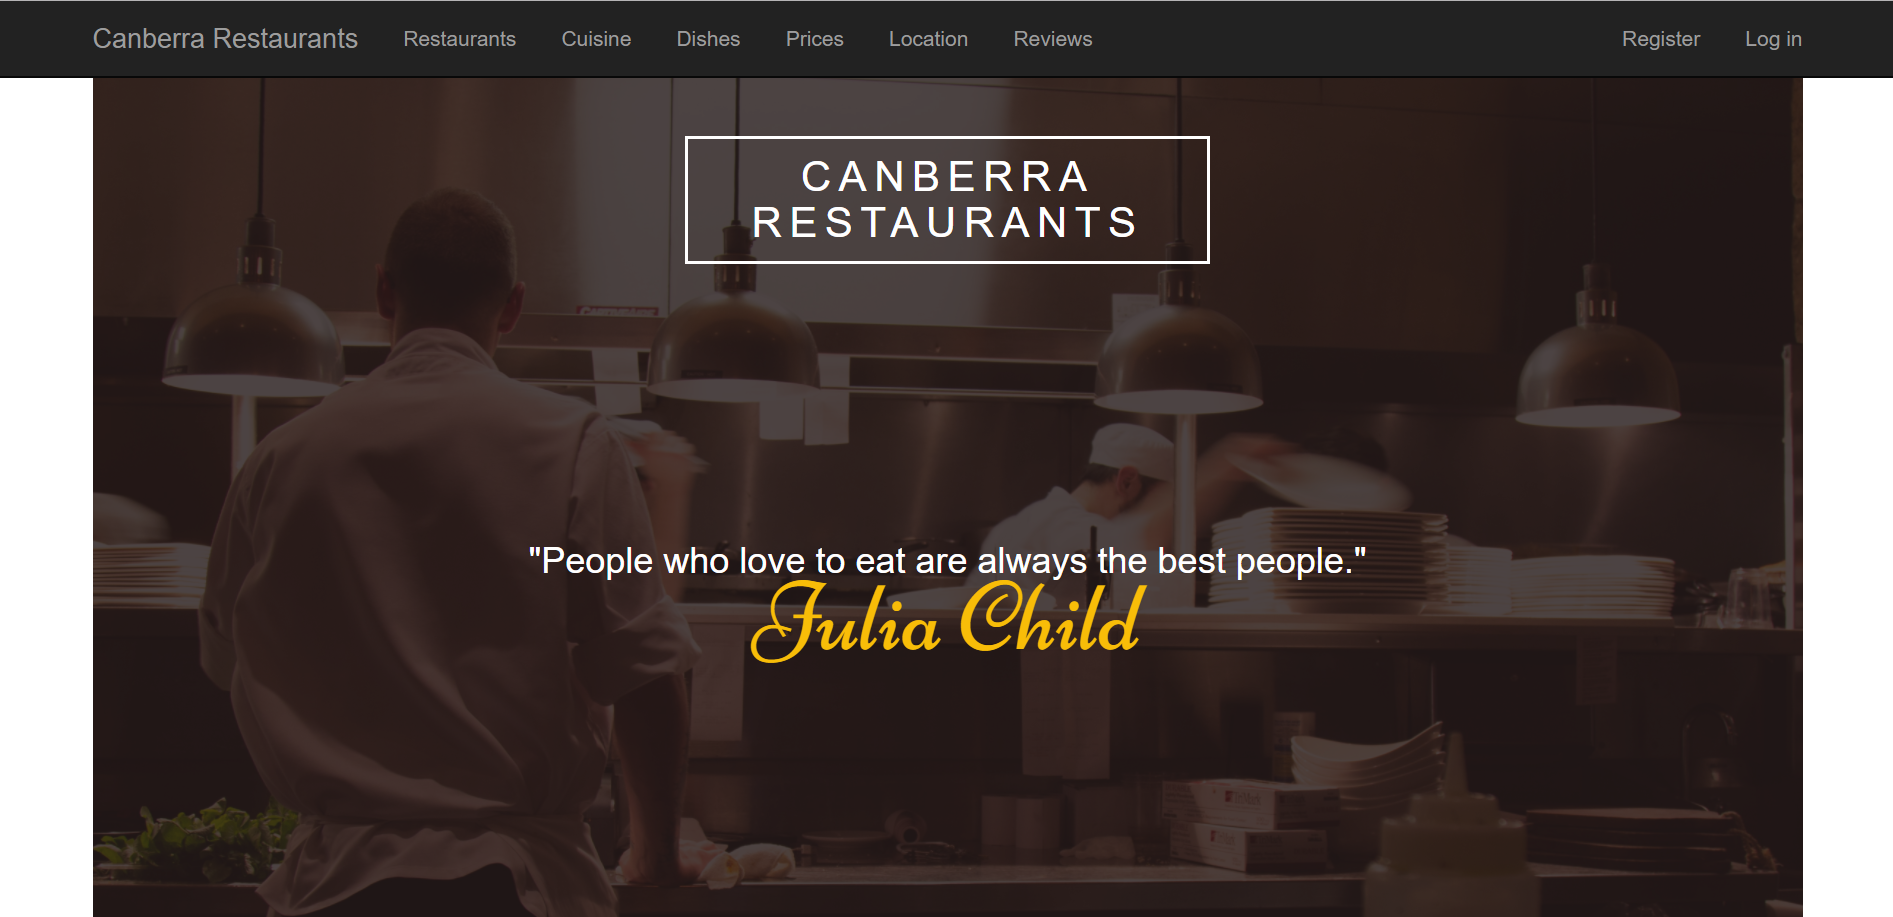 Canberra Restaurants Restaurants Cuisine Dishes Prices Location Reviews Register Log in
CANBERRA
RESTAURANTS
"People who love to eat are always the best people."
Julia Child